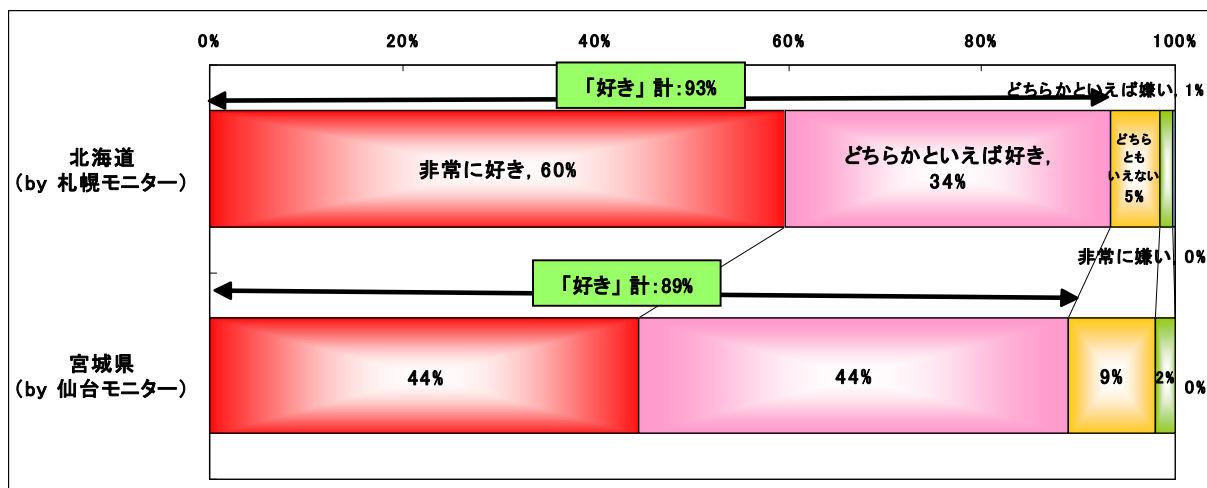 0% 20% 40% 60% 80% 100%
「好き」計：93%
どちらかといえば嫌い, 1%
北海道
（by 札幌モニター）
非常に好き, 60%
どちらかといえば好き,
34%
どちら
とも
いえない
5%
非常に嫌い, 0%
「好き」計：89%
宮城県
（by 仙台モニター）
44%
44%
9%
2%
0%